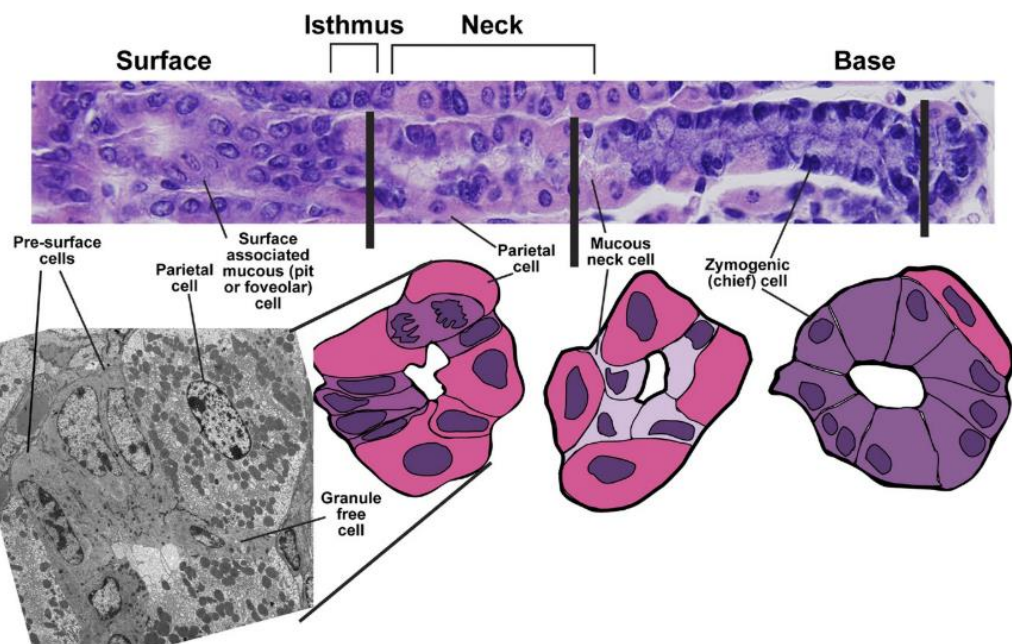 Isthmus
Neck
Surface
Base
Pre-surface
cells
Parietal
cell
Surface
associated
mucous (pit
or foveolar)
cell
Parietal
cell
Mucous
neck cell
Zymogenic
(chief) cell
Granule
free
cell